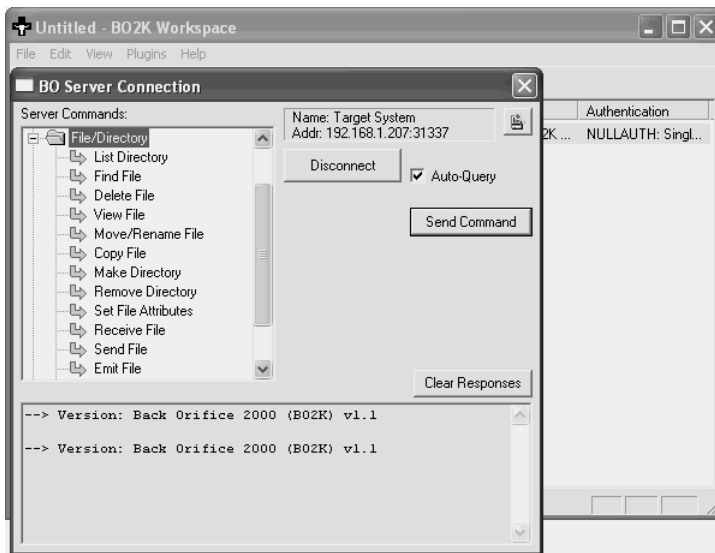 Untitled - BO2K Workspace
File Edit View Plugins Help
BO Server Connection
Server Commands:
Name: Target System
Addr: 192.168.1.207:31337
Authentication
File/Directory
List Directory
Find File
Delete File
View File
Move/Rename File
Copy File
Make Directory
Remove Directory
Set File Attributes
Receive File
Send File
Emit File
Disconnect
Auto-Query
2K ... NULLAUTH: Singl...
Send Command
Clear Responses
--> Version: Back Orifice 2000 (BO2K) v1.1
--> Version: Back Orifice 2000 (BO2K) v1.1